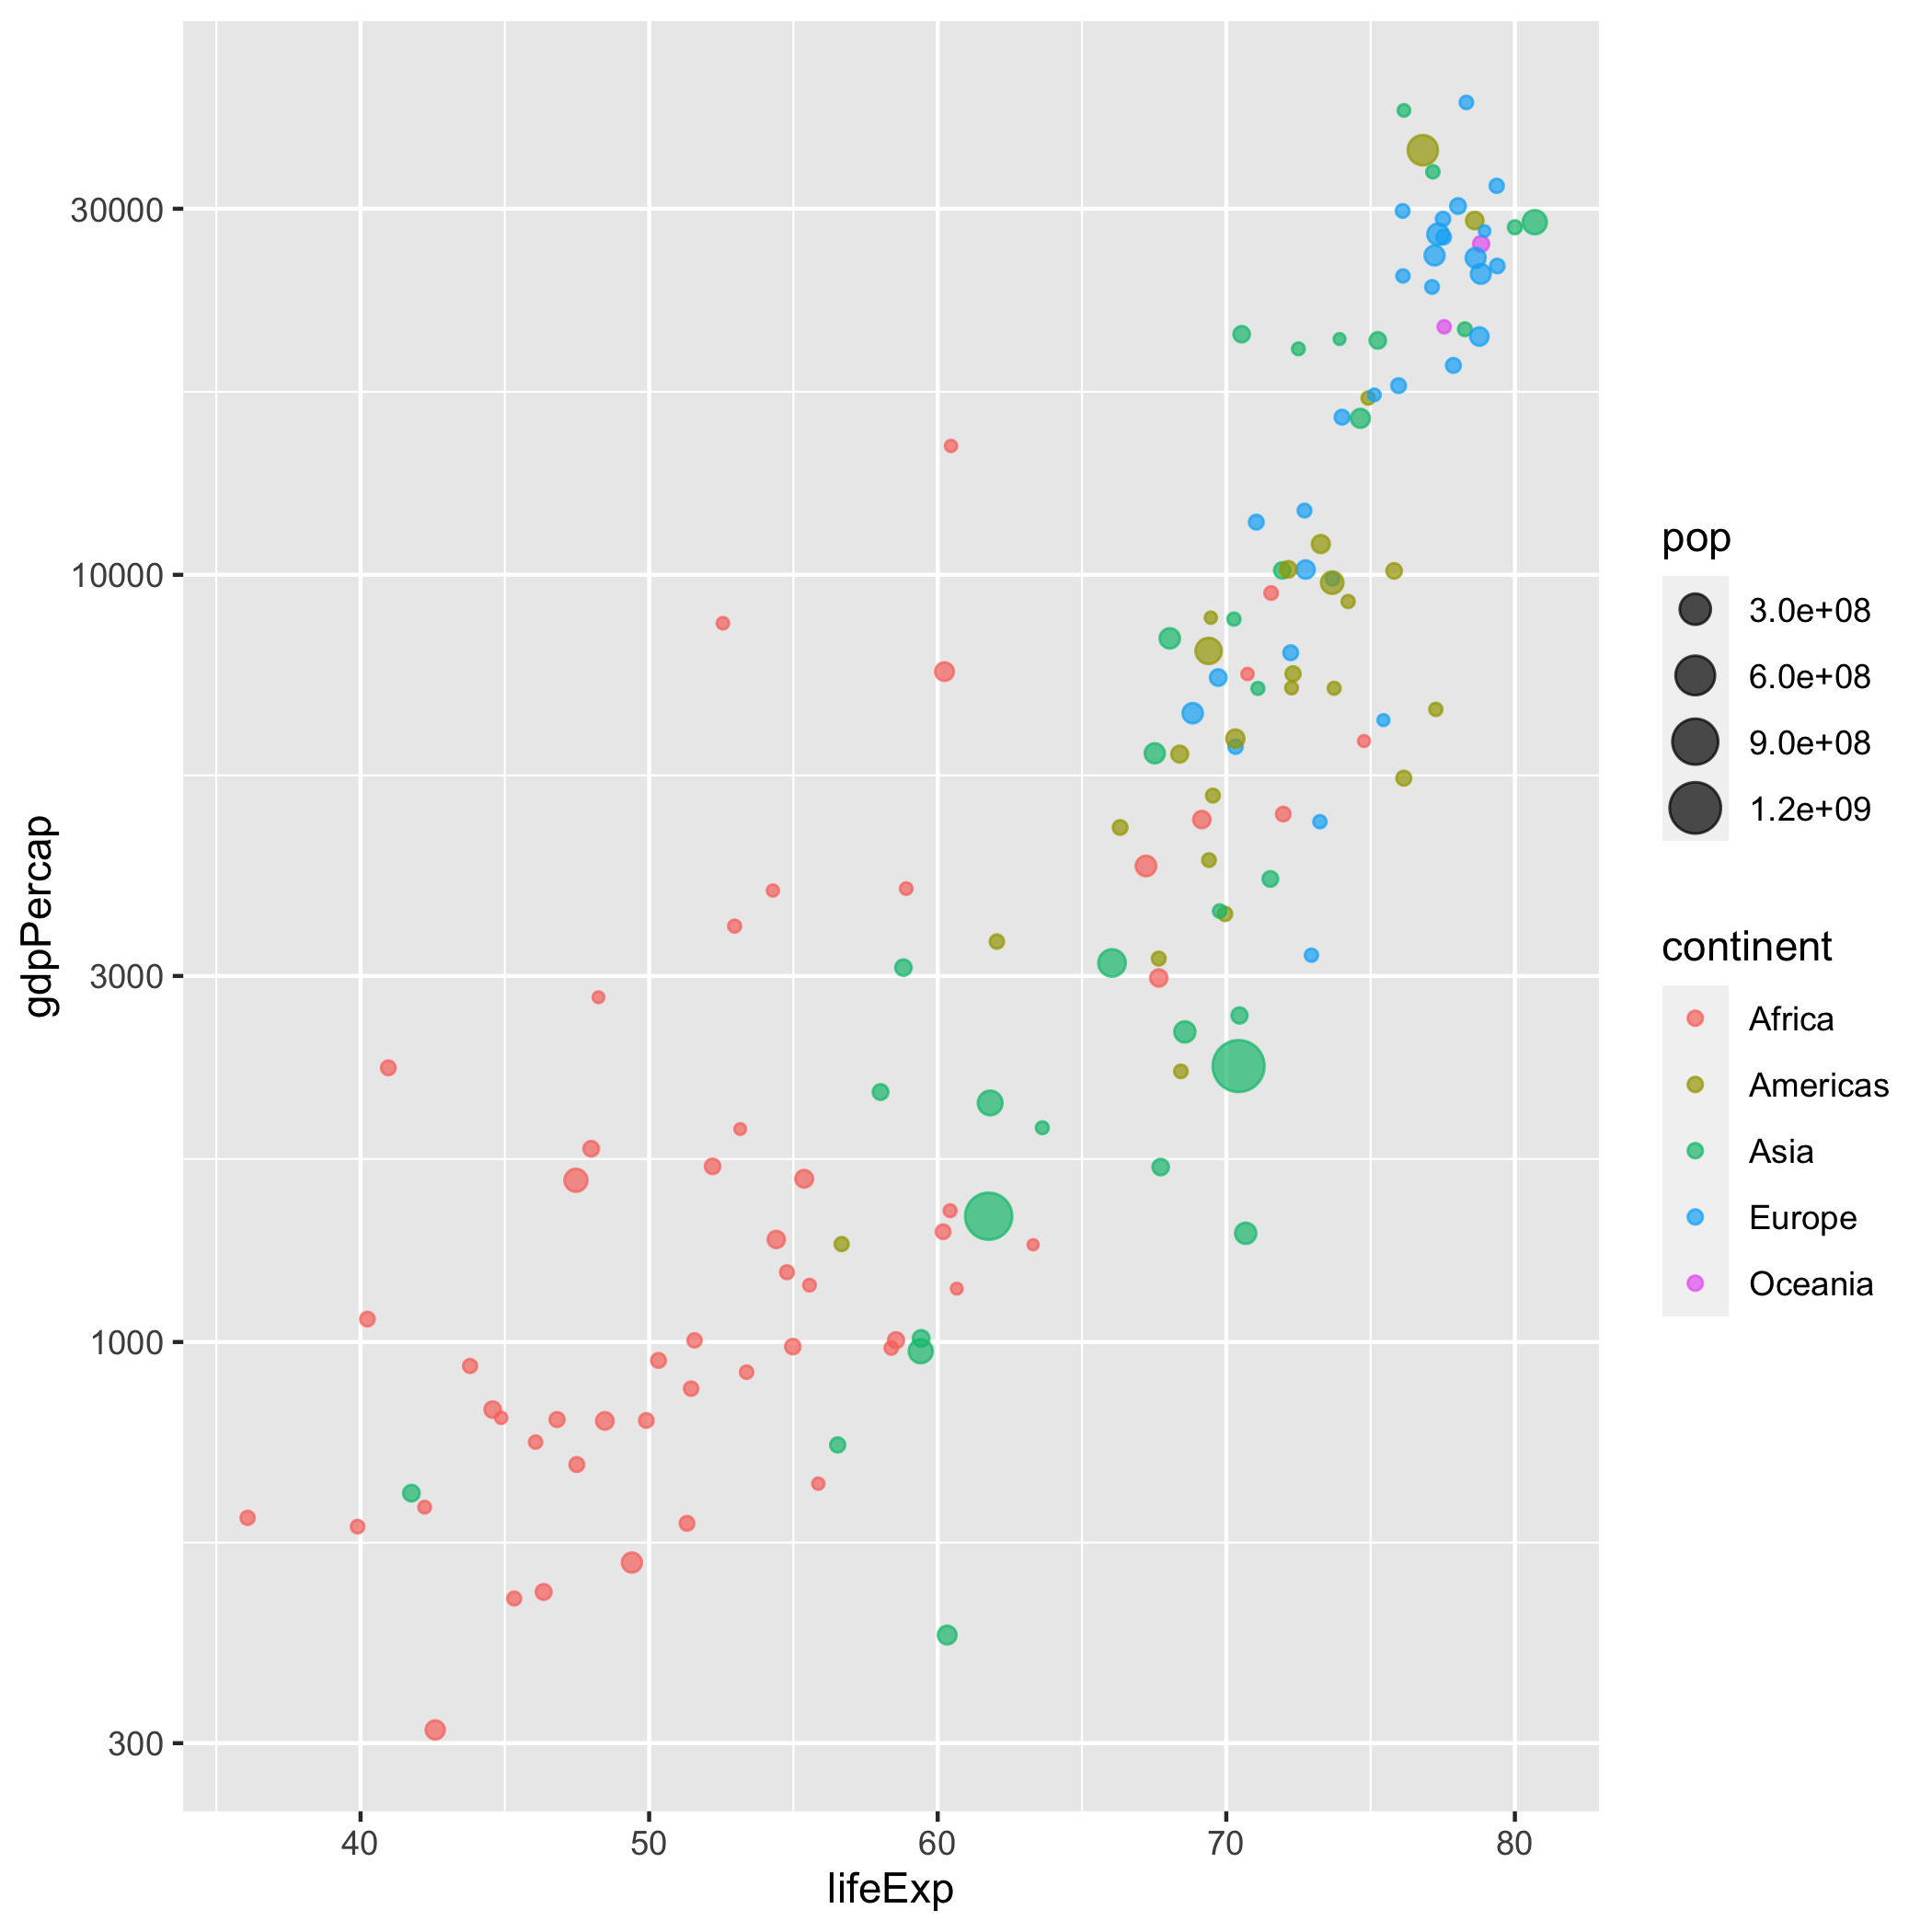 gdpPercap
30000
10000
3000
1000
300
40 50 60 70 80
lifeExp
pop
3.0e+08
6.0e+08
9.0e+08
1.2e+09
continent
Africa
Americas
Asia
Europe
Oceania